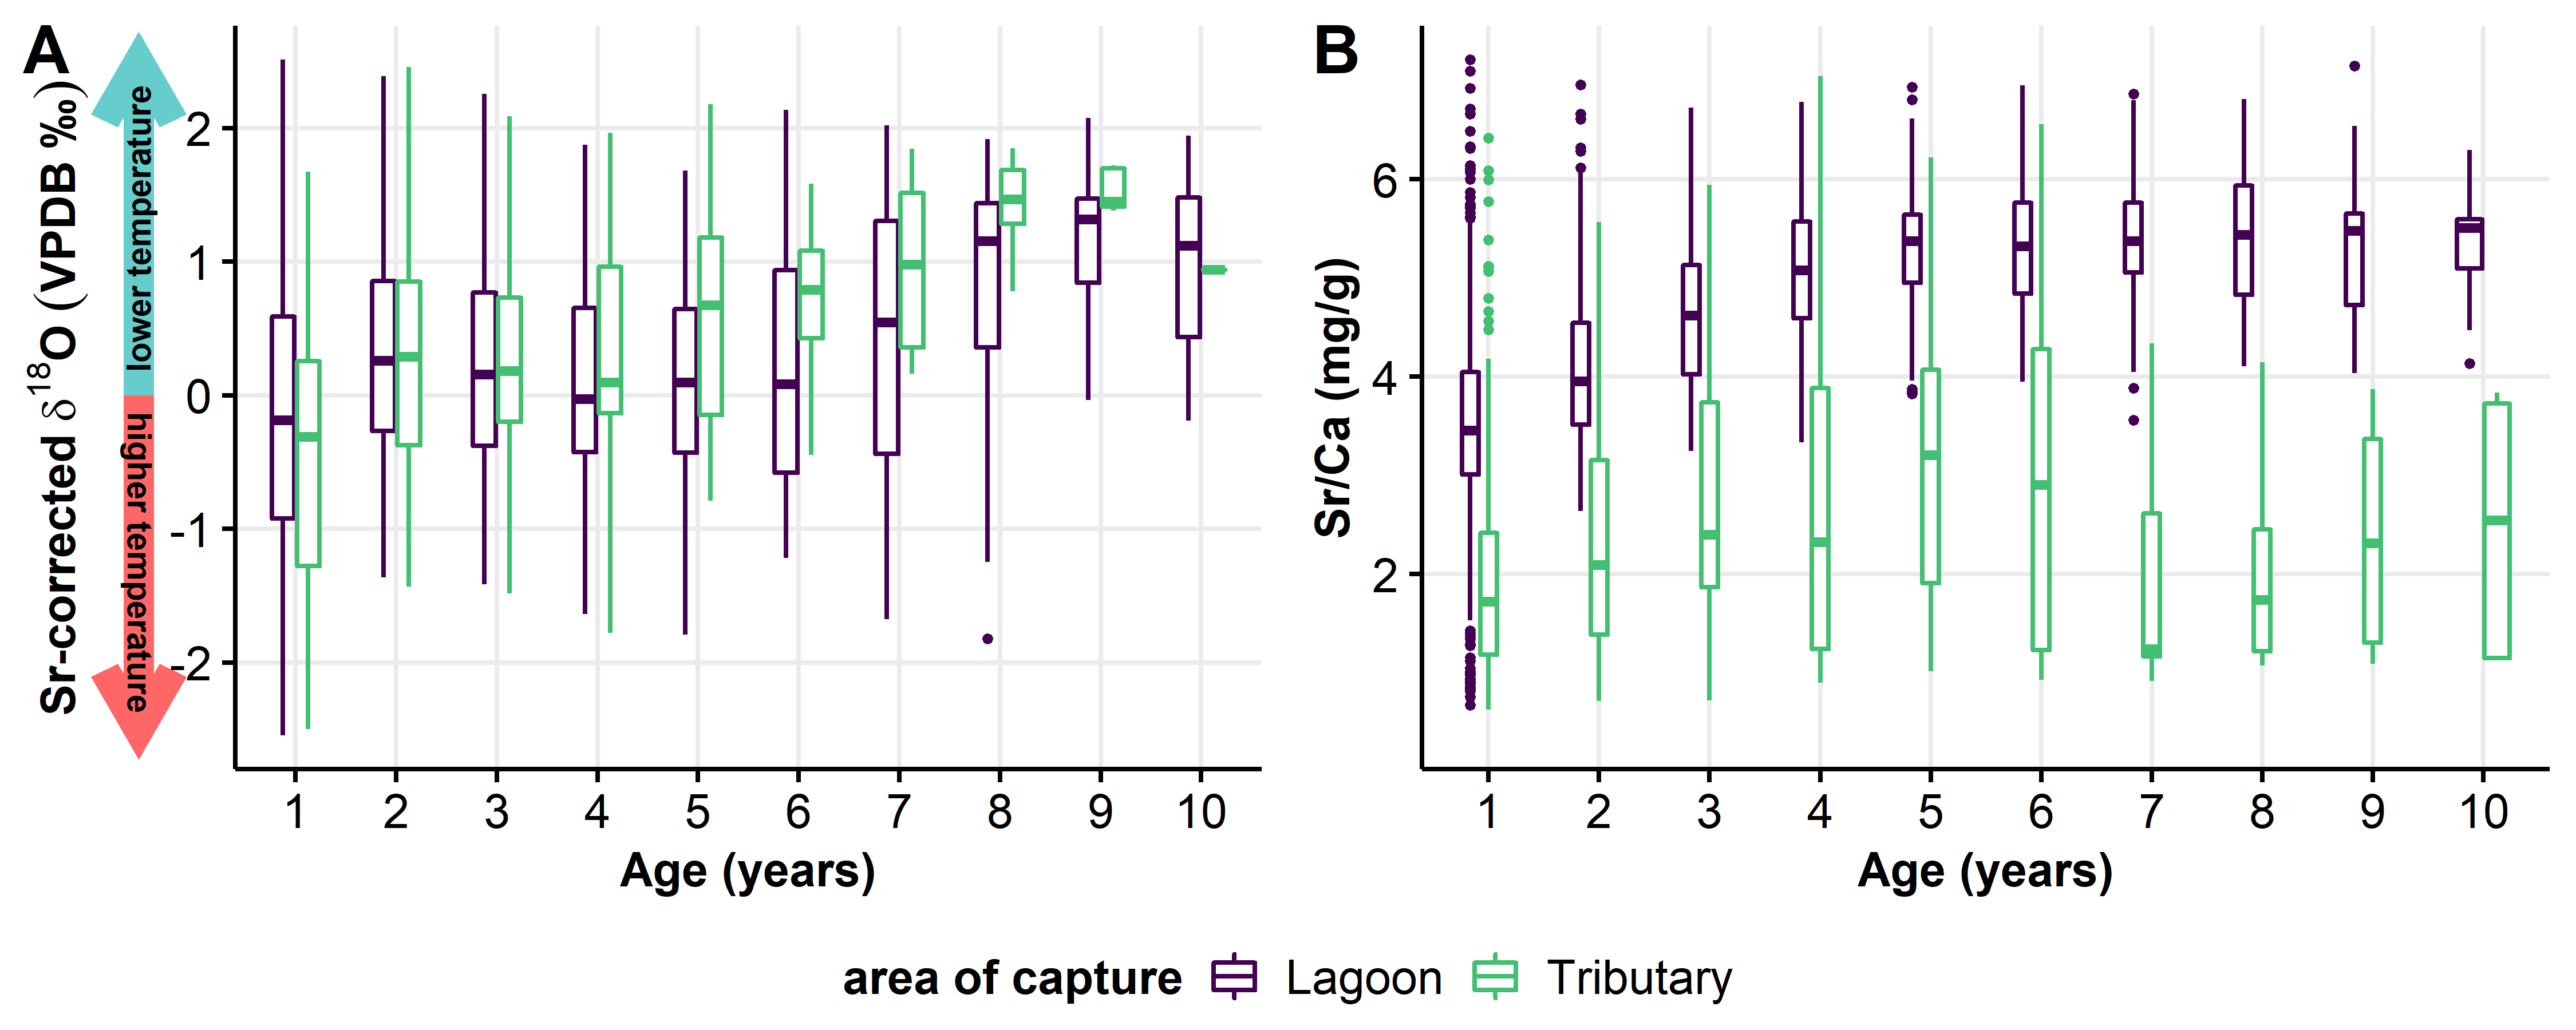 A
Sr-corrected δ18O (VPDB ‰)
lower temperature
higher temperature
2
1
0
-1
-2
1 2 3 4 5 6 7 8 9 10
Age (years)
B
Sr/Ca (mg/g)
6
4
2
1 2 3 4 5 6 7 8 9 10
Age (years)
area of capture Lagoon Tributary